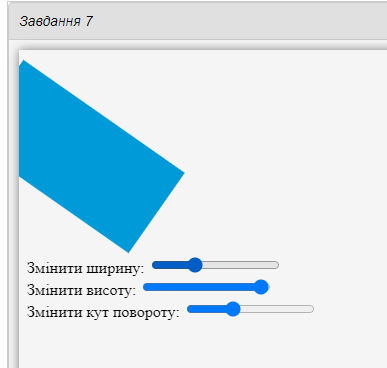 Завдання 7
Змінити ширину:
Змінити висоту:
Змінити кут повороту: